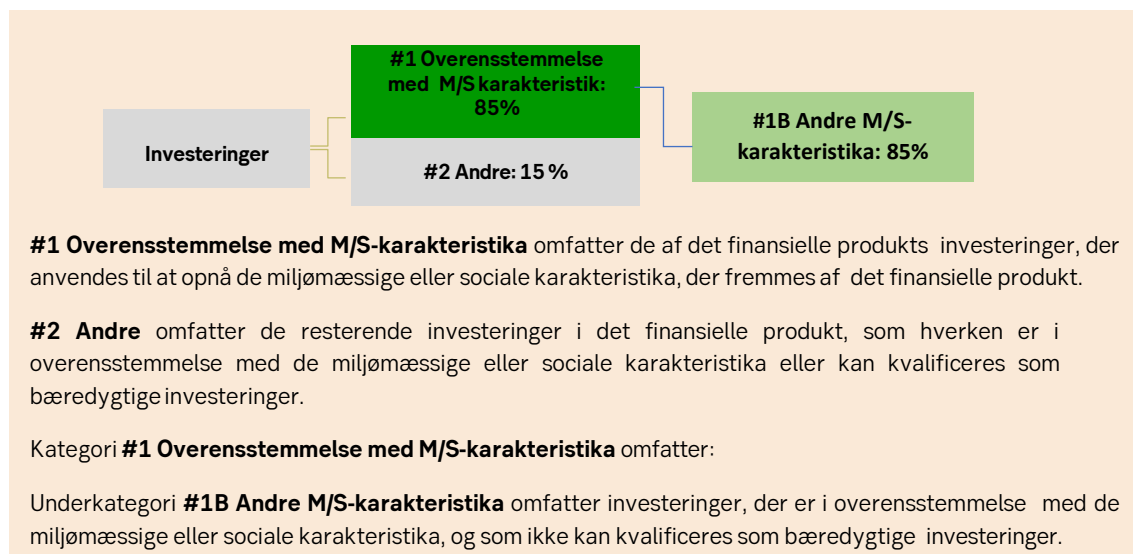 #1 Overensstemmelse
med M/S karakteristik:
85%
Investeringer
#2 Andre: 15 %
#1B Andre M/S-
karakteristika: 85%
#1 Overensstemmelse med M/S-karakteristika omfatter de af det finansielle produkts investeringer, der
anvendes til at opnå de miljømæssige eller sociale karakteristika, der fremmes af det finansielle produkt.
#2 Andre omfatter de resterende investeringer i det finansielle produkt, som hverken er i
overensstemmelse med de miljømæssige eller sociale karakteristika eller kan kvalificeres som
bæredygtige investeringer.
Kategori #1 Overensstemmelse med M/S-karakteristika omfatter:
Underkategori #1B Andre M/S-karakteristika omfatter investeringer, der er i overensstemmelse med de
miljømæssige eller sociale karakteristika, og som ikke kan kvalificeres som bæredygtige investeringer.